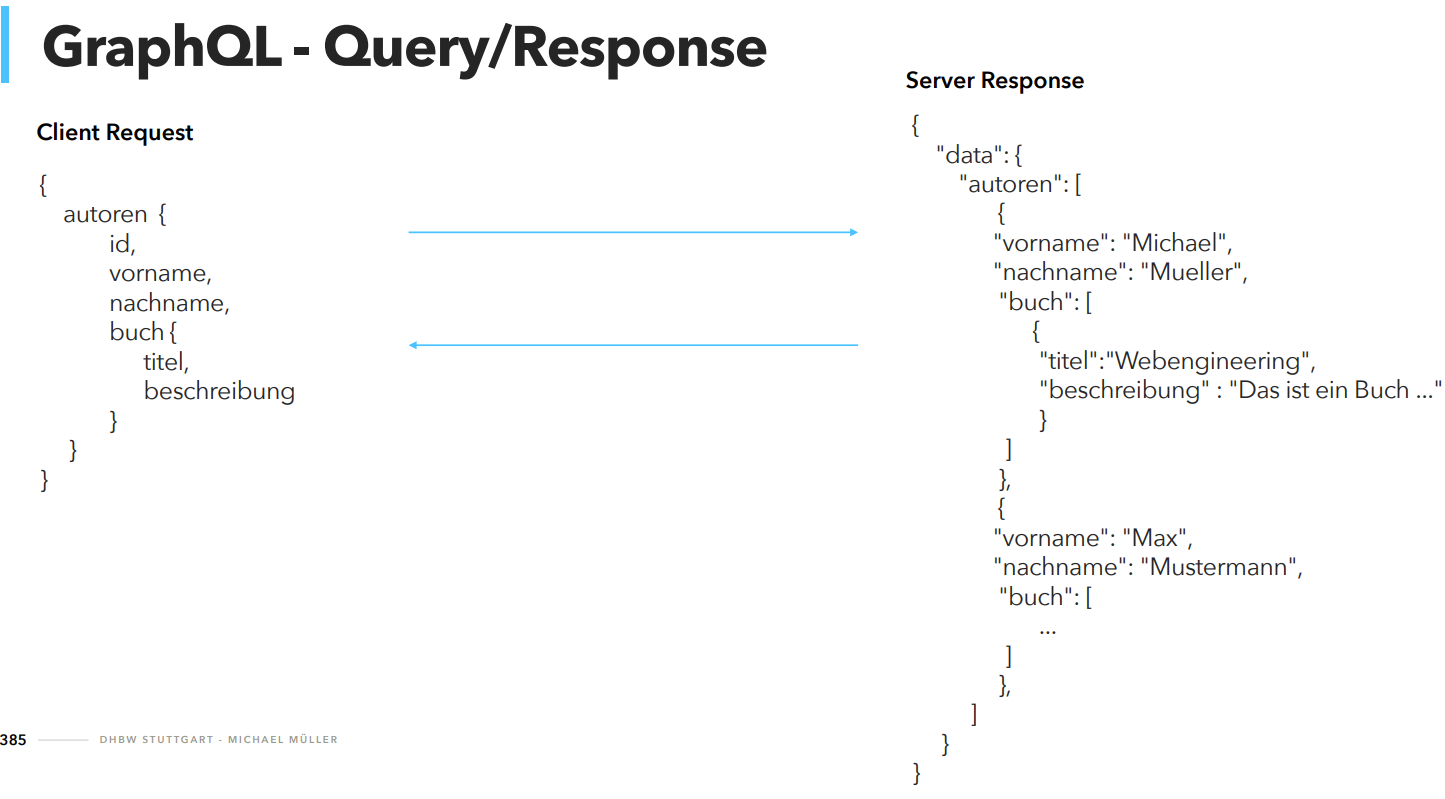 GraphQL - Query/Response
Client Request
{
autoren {
id,
vorname,
nachname,
buch {
titel,
beschreibung
}
}
}
Server Response
{
"data": {
"autoren": [
{
"vorname": "Michael",
"nachname": "Mueller",
"buch": [
{
"titel":"Webengineering",
"beschreibung" : "Das ist ein Buch ..."
}
]
},
{
"vorname": "Max",
"nachname": "Mustermann",
"buch": [
...
]
},
]
}
}
385 DHBW STUTTGART - MICHAEL MÜLLER